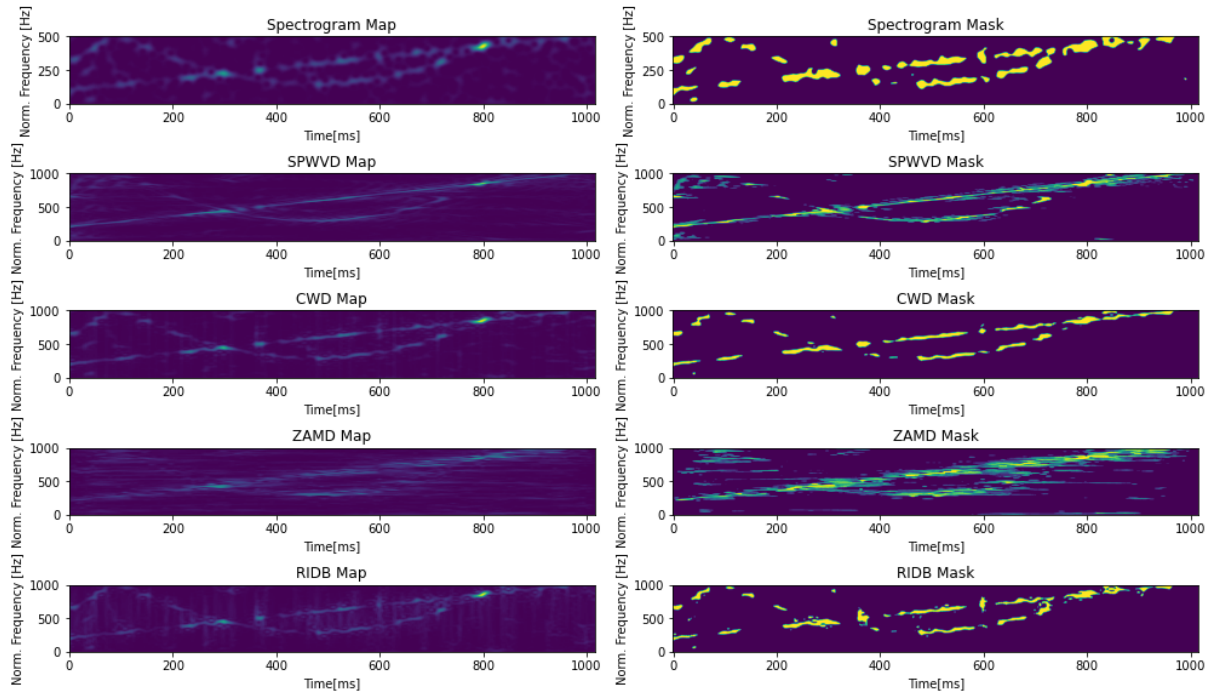 Spectrogram Map
Norm. Frequency [Hz]
500
250
0
0 200 400 600 800 1000
Time[ms]
Spectrogram Mask
Norm. Frequency [Hz]
500
250
0
0 200 400 600 800 1000
Time[ms]
SPWVD Map
Norm. Frequency [Hz]
1000
500
0
0 200 400 600 800 1000
Time[ms]
SPWVD Mask
Norm. Frequency [Hz]
1000
500
0
0 200 400 600 800 1000
Time[ms]
CWD Map
Norm. Frequency [Hz]
1000
500
0
0 200 400 600 800 1000
Time[ms]
CWD Mask
Norm. Frequency [Hz]
1000
500
0
0 200 400 600 800 1000
Time[ms]
ZAMD Map
Norm. Frequency [Hz]
1000
500
0
0 200 400 600 800 1000
Time[ms]
ZAMD Mask
Norm. Frequency [Hz]
1000
500
0
0 200 400 600 800 1000
Time[ms]
RIDB Map
Norm. Frequency [Hz]
1000
500
0
0 200 400 600 800 1000
Time[ms]
RIDB Mask
Norm. Frequency [Hz]
1000
500
0
0 200 400 600 800 1000
Time[ms]